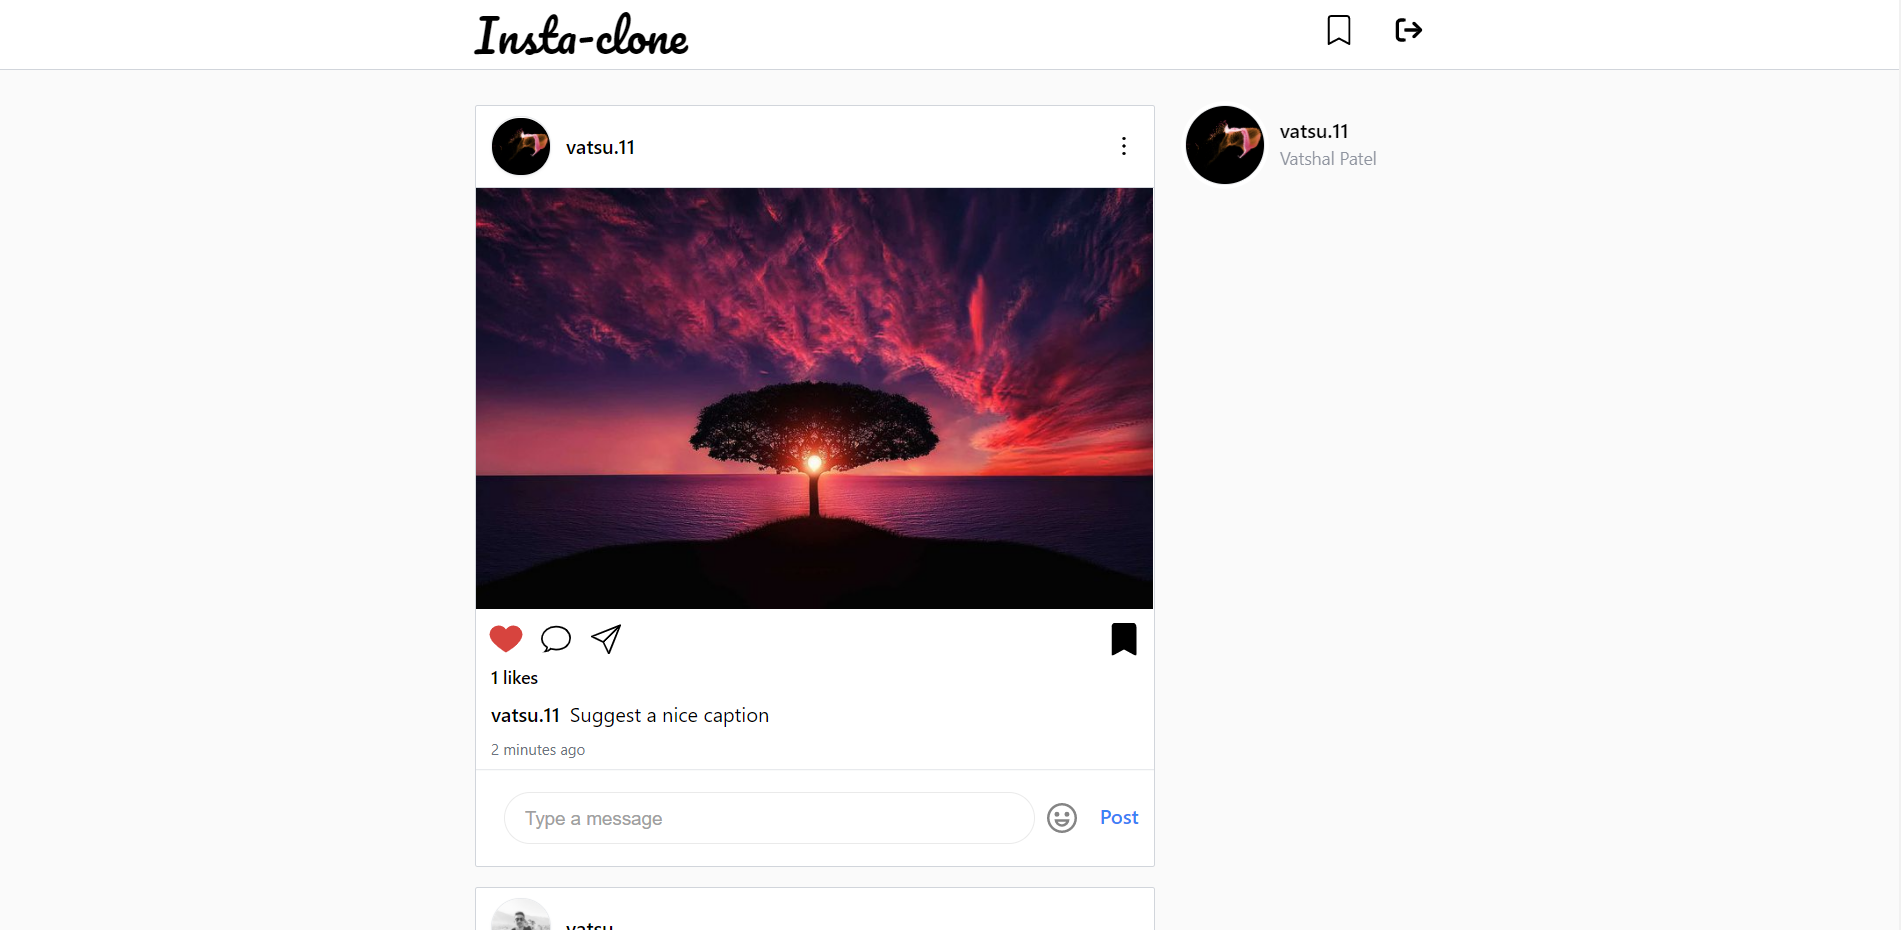 Insta-clone
vatsu.11
vatsu.11
Vatshal Patel
1 likes
vatsu.11 Suggest a nice caption
2 minutes ago
Type a message
Post
vatsu